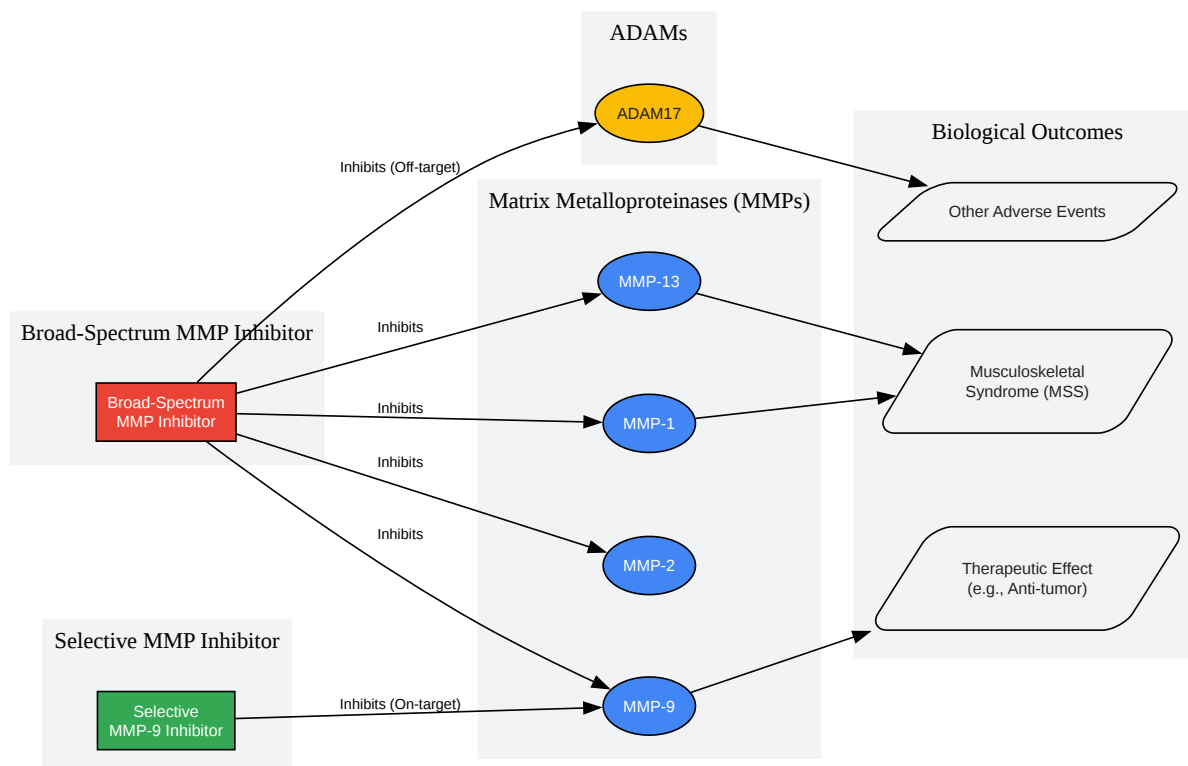 ADAMs
ADAM17
Biological Outcomes
Inhibits (Off-target)
Matrix Metalloproteinases (MMPs)
Other Adverse Events
MMP-13
Broad-Spectrum MMP Inhibitor
Inhibits
Musculoskeletal
Syndrome (MSS)
Broad-Spectrum
MMP Inhibitor
Inhibits
MMP-1
Inhibits
Inhibits
MMP-2
Therapeutic Effect
(e.g., Anti-tumor)
Selective MMP Inhibitor
Inhibits (On-target)
MMP-9
Selective
MMP-9 Inhibitor